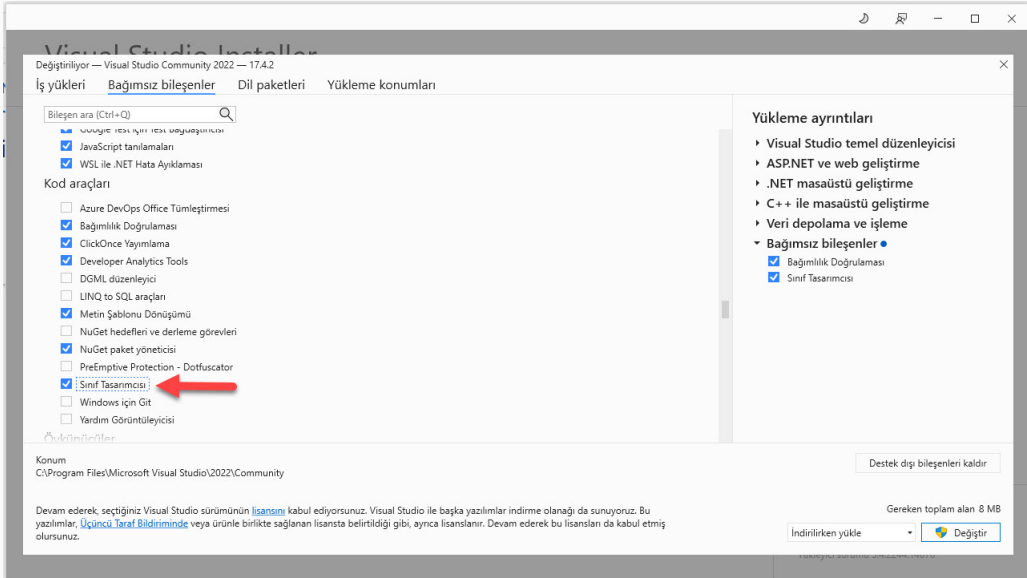 Visual Studio Installer
Değiştiriliyor — Visual Studio Community 2022 — 17.4.2
İş yükleri Bağımsız bileşenler Dil paketleri Yükleme konumları
Bileşen ara (Ctrl+Q)
Google Test için Test Bağdaştırıcısı
JavaScript tanılamaları
WSL ile .NET Hata Ayıklaması
Kod araçları
Azure DevOps Office Tümleştirmesi
Bağımlılık Doğrulaması
ClickOnce Yayımlama
Developer Analytics Tools
DGML düzenleyici
LINQ to SQL araçları
Metin Şablonu Dönüşümü
NuGet hedefleri ve derleme görevleri
NuGet paket yöneticisi
PreEmptive Protection - Dotfuscator
Sınıf Tasarımcısı
Windows için Git
Yardım Görüntüleyicisi
Öykünücüler
Yükleme ayrıntıları
Visual Studio temel düzenleyicisi
ASP.NET ve web geliştirme
.NET masaüstü geliştirme
C++ ile masaüstü geliştirme
Veri depolama ve işleme
Bağımsız bileşenler
Bağımlılık Doğrulaması
Sınıf Tasarımcısı
Konum
C:\Program Files\Microsoft Visual Studio\2022\Community
Destek dışı bileşenleri kaldır
Devam ederek, seçtiğiniz Visual Studio sürümünün lisansını kabul ediyorsunuz. Visual Studio ile başka yazılımlar indirme olanağı da sunuyoruz. Bu
yazılımlar, Üçüncü Taraf Bildiriminde veya ürünle birlikte sağlanan lisansta belirtildiği gibi, ayrıca lisanslanır. Devam ederek bu lisansları da kabul etmiş
olursunuz.
Gereken toplam alan 8 MB
İndirilirken yükle
Değiştir